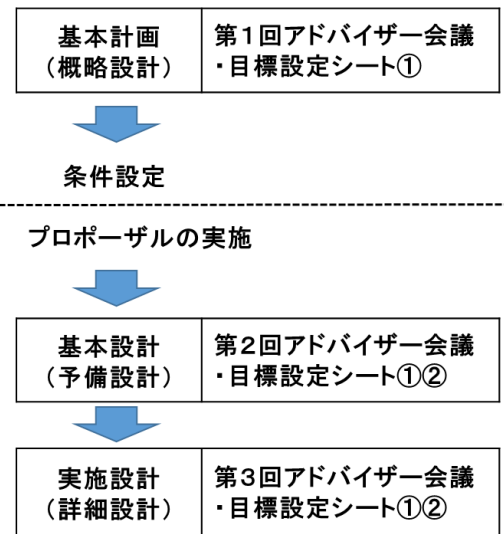 基本計画
(概略設計)
第1回アドバイザー会議
・目標設定シート①
条件設定
プロポーザルの実施
基本設計
(予備設計)
第2回アドバイザー会議
・目標設定シート①②
実施設計
(詳細設計)
第3回アドバイザー会議
・目標設定シート①②